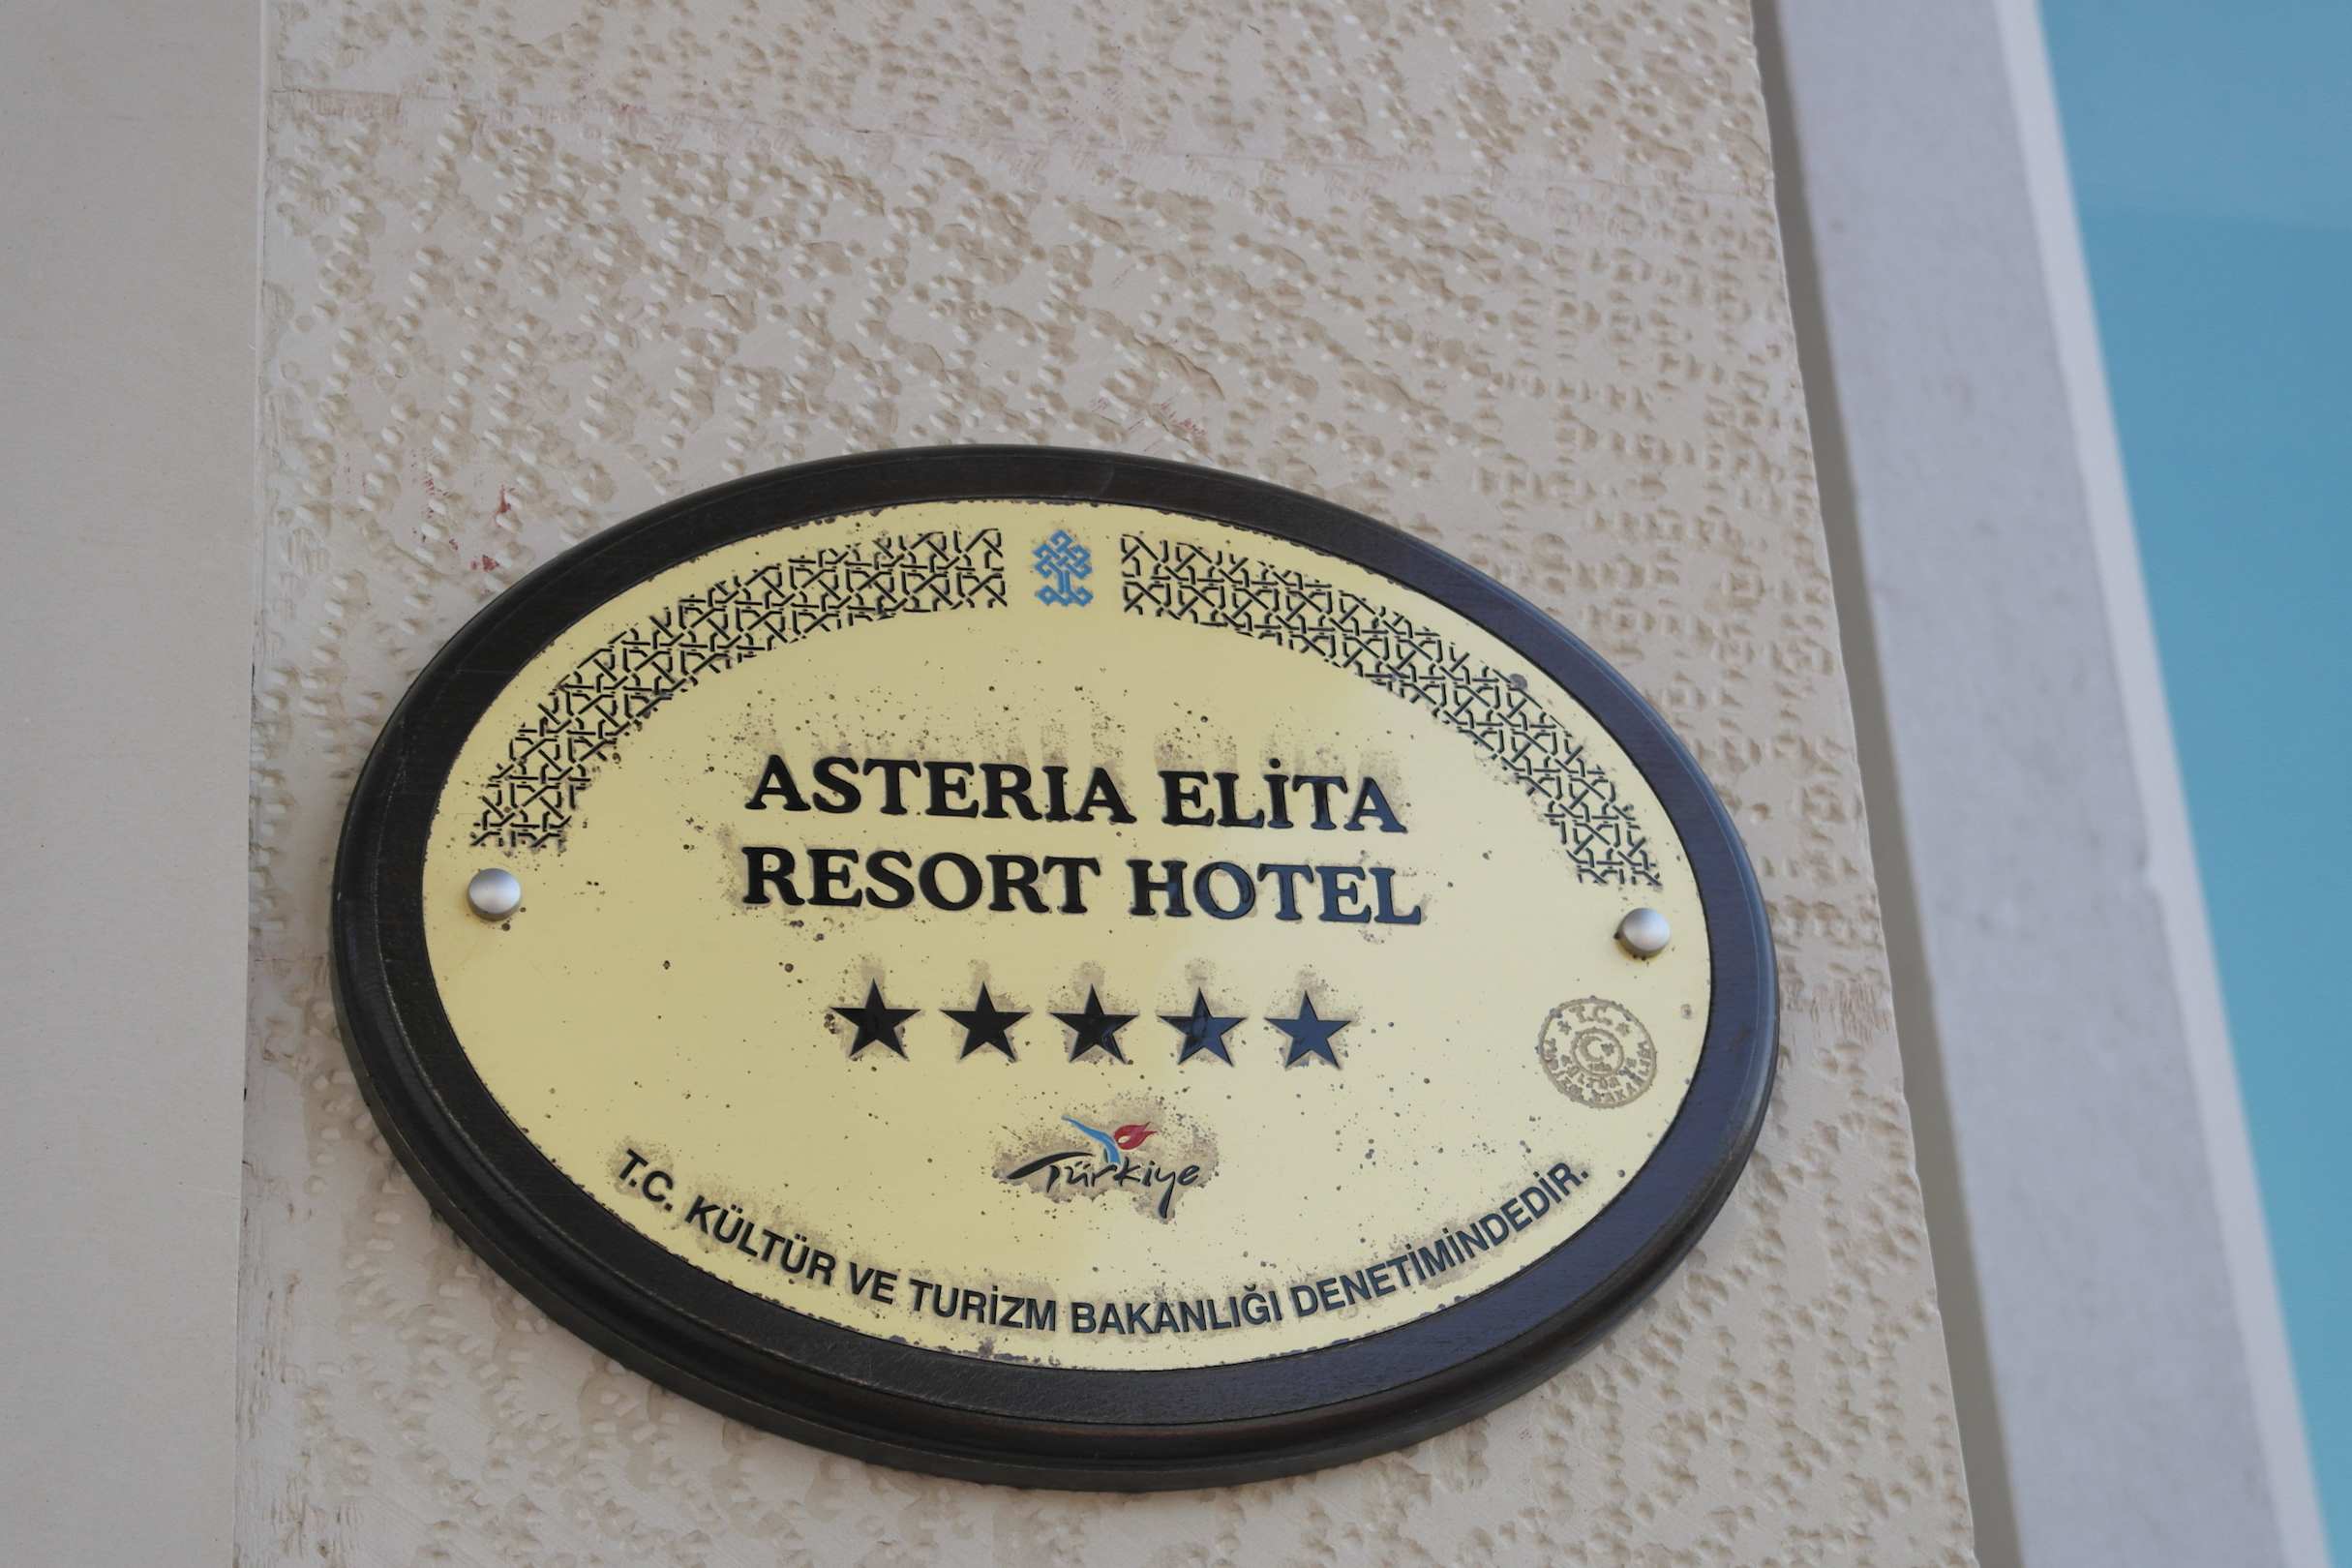 ASTERIA ELİTA
RESORT HOTEL
Türkiye
T.C.
T.C. KÜLTÜR VE TURİZM BAKANLIĞI DENETİMİNDEDİR.